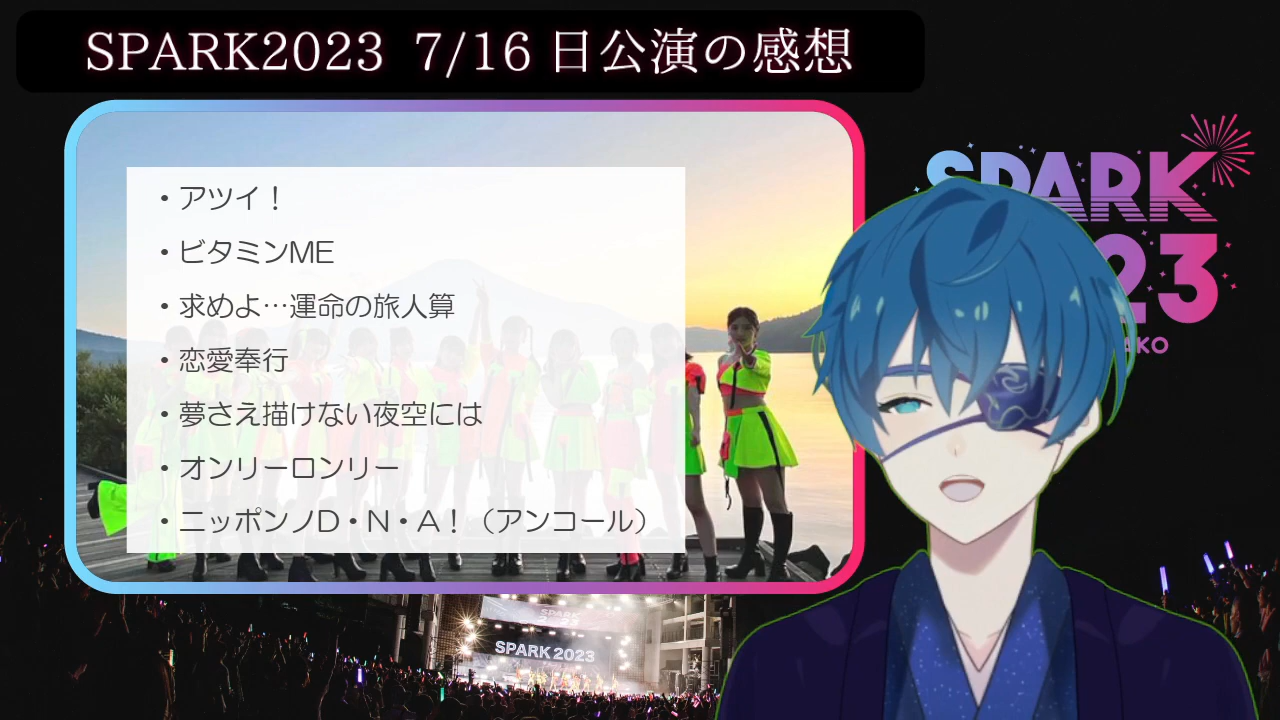 SPARK2023 7/16 日公演の感想
・アツイ！
・ビタミンME
・求めよ…運命の旅人算
・恋愛奉行
・夢さえ描けない夜空には
・オンリーロンリー
・ニッポンノD・N・A！（アンコール）
SPARK
23
AKO
SPARK
SPARK 2023